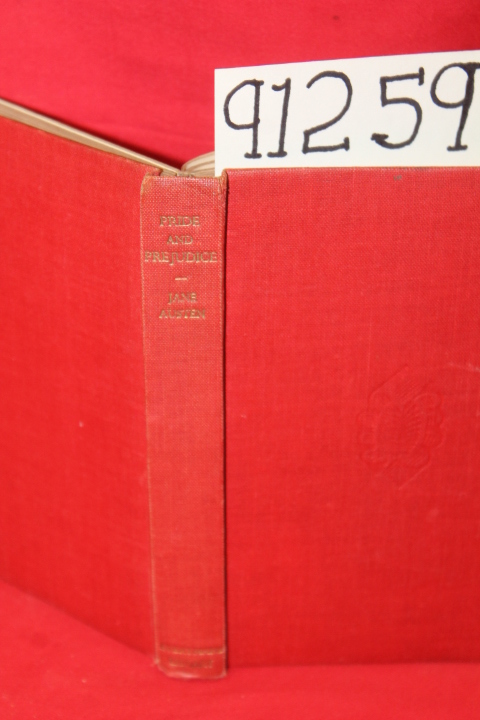 91259
PRIDE
AND
PREJUDICE
—
JANE
AUSTEN